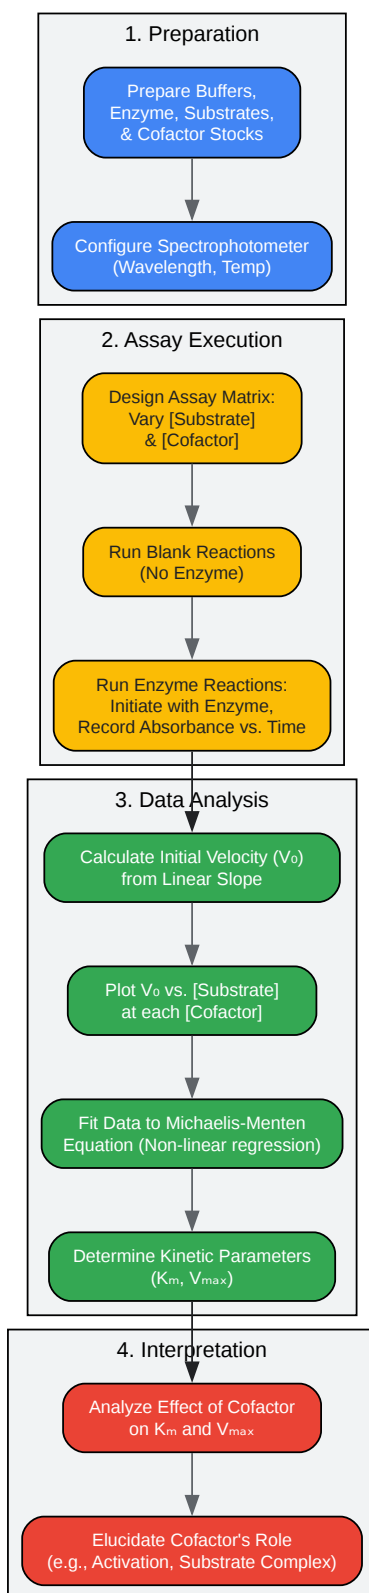 1. Preparation
Prepare Buffers,
Enzyme, Substrates,
& Cofactor Stocks
Configure Spectrophotometer
(Wavelength, Temp)
2. Assay Execution
Design Assay Matrix:
Vary [Substrate]
& [Cofactor]
Run Blank Reactions
(No Enzyme)
Run Enzyme Reactions:
Initiate with Enzyme,
Record Absorbance vs. Time
3. Data Analysis
Calculate Initial Velocity (V₀)
from Linear Slope
Plot V₀ vs. [Substrate]
at each [Cofactor]
Fit Data to Michaelis-Menten
Equation (Non-linear regression)
Determine Kinetic Parameters
(Kₘ, Vₘₐₓ)
4. Interpretation
Analyze Effect of Cofactor
on Kₘ and Vₘₐₓ
Elucidate Cofactor's Role
(e.g., Activation, Substrate Complex)